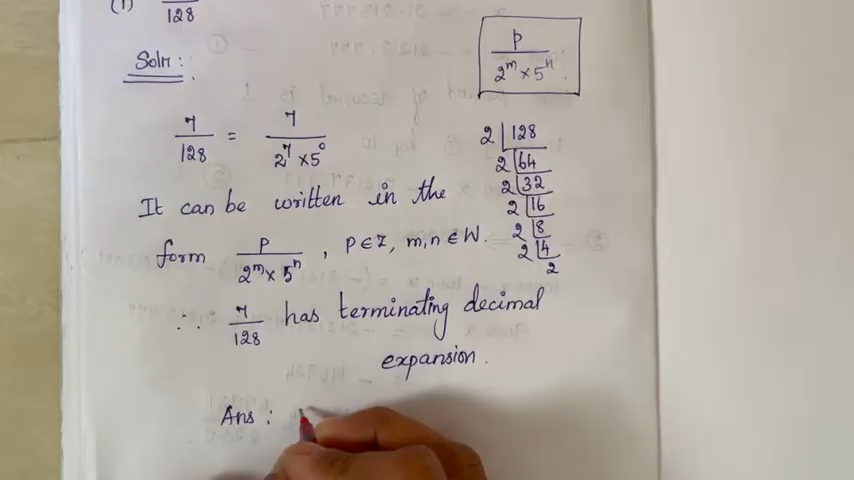 (1) 128
Soln:
p / 2^m × 5^n
7/128 = 7 / 2^7 × 5^0
2 | 128
2 | 64
2 | 32
2 | 16
2 | 8
2 | 4
2
It can be written in the
form p / 2^m × 5^n , p ∈ Z, m,n ∈ W.
∴ 7/128 has terminating decimal
expansion.
Ans: